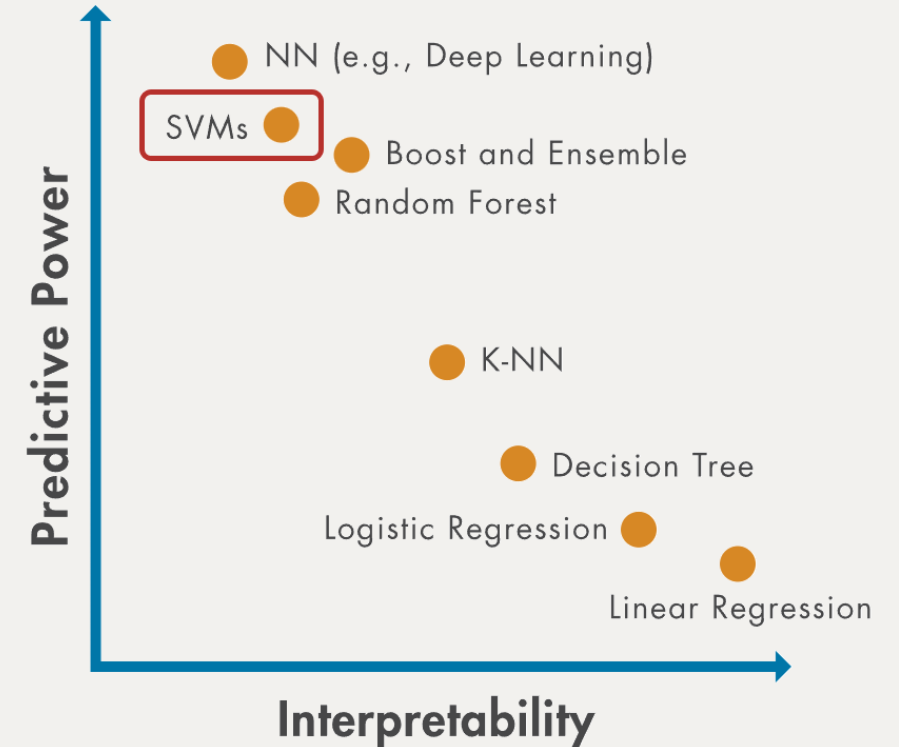 NN (e.g., Deep Learning)
SVMs
Boost and Ensemble
Random Forest
K-NN
Decision Tree
Logistic Regression
Linear Regression
Predictive Power
Interpretability